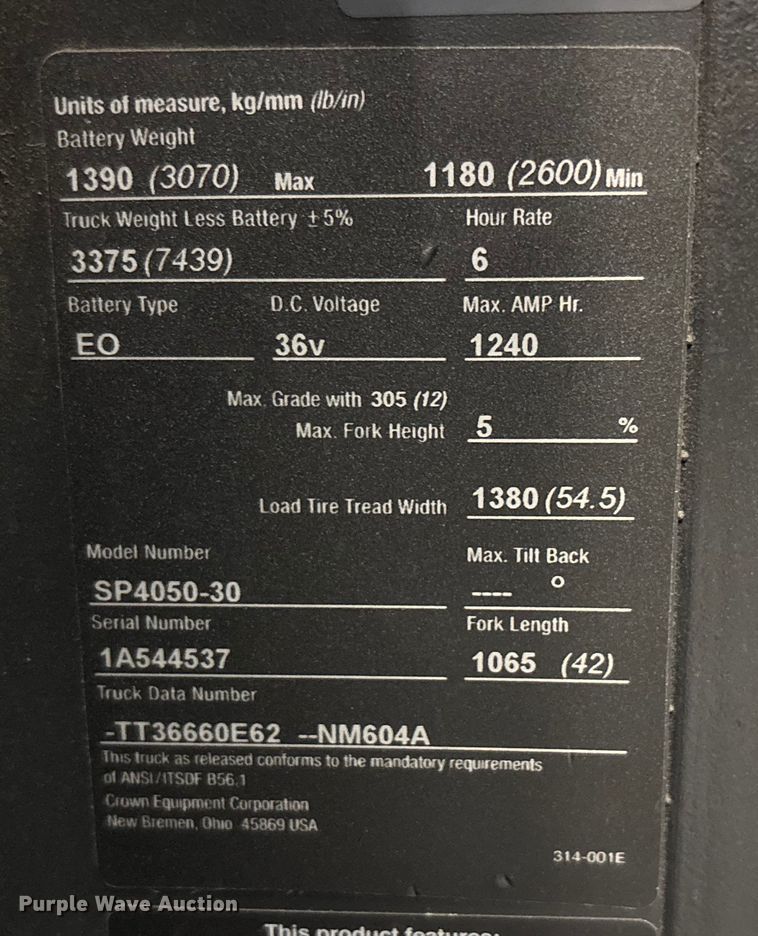 Units of measure, kg/mm (lb/in)
Battery Weight
1390 (3070) Max 1180 (2600) Min
Truck Weight Less Battery ±5% Hour Rate
3375 (7439) 6
Battery Type D.C. Voltage Max. AMP Hr.
EO 36v 1240
Max. Grade with 305 (12)
Max. Fork Height 5 %
Load Tire Tread Width 1380 (54.5)
Model Number Max. Tilt Back
SP4050-30 ---- °
Serial Number Fork Length
1A544537 1065 (42)
Truck Data Number
-TT36660E62 --NM604A
This truck as released conforms to the mandatory requirements
of ANSI/ITSDF B56.1
Crown Equipment Corporation
New Bremen, Ohio 45869 USA
314-001E
Purple Wave Auction
This product features: